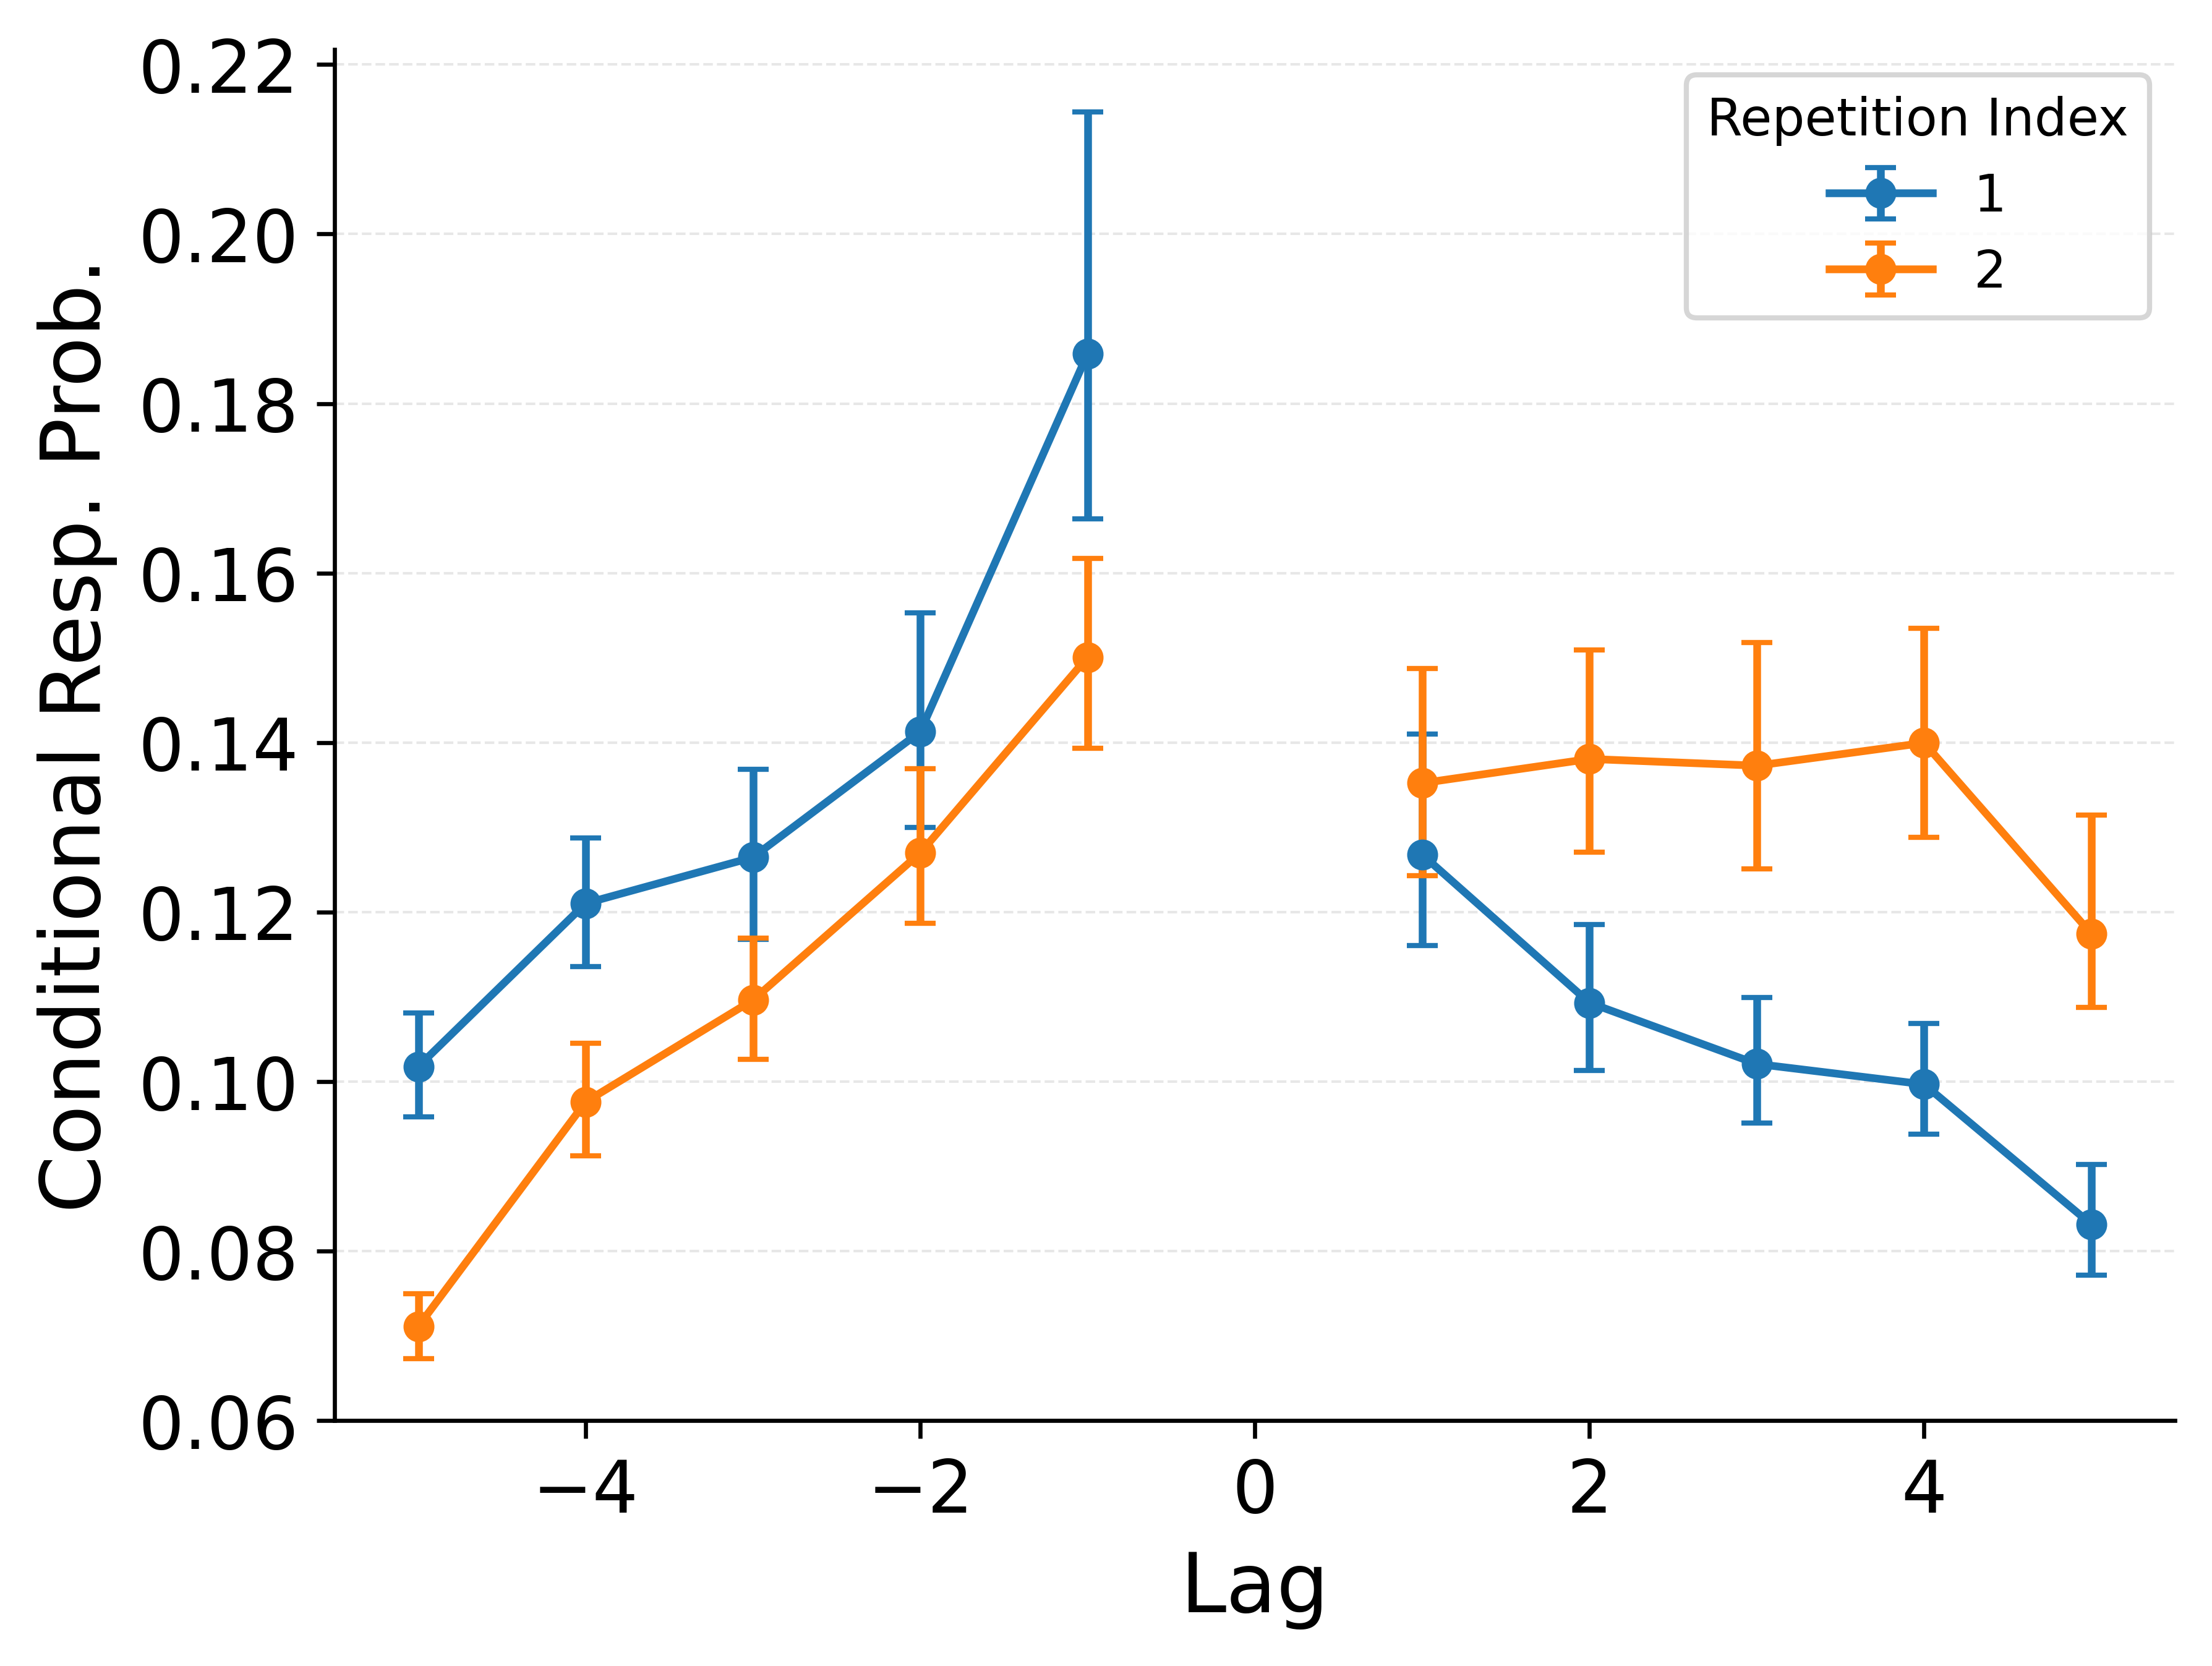 0.22
0.20
0.18
0.16
0.14
0.12
0.10
0.08
0.06
Conditional Resp. Prob.
Repetition Index
1
2
−4 −2 0 2 4
Lag